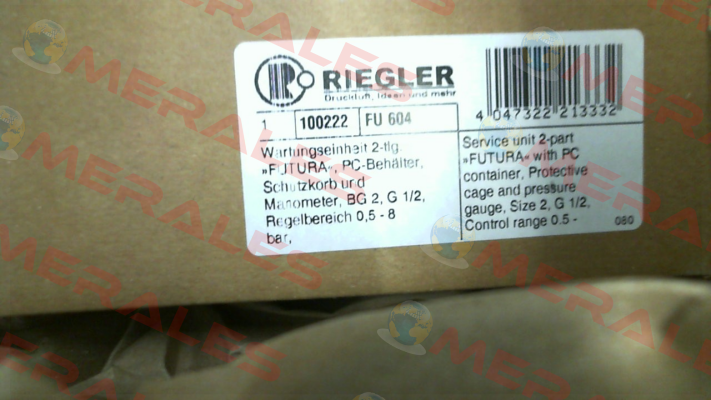 RIEGLER
Druckluft, Ideen und mehr
4 047322 213332
1 100222 FU 604
Wartungseinheit 2-tlg.
»FUTURA«, PC-Behälter,
Schutzkorb und
Manometer, BG 2, G 1/2,
Regelbereich 0,5 - 8
bar,
Service unit 2-part
»FUTURA« with PC
container, Protective
cage and pressure
gauge, Size 2, G 1/2,
Control range 0.5 -
080
MERALES
MERALES
MERALES
MERALES
MERALES